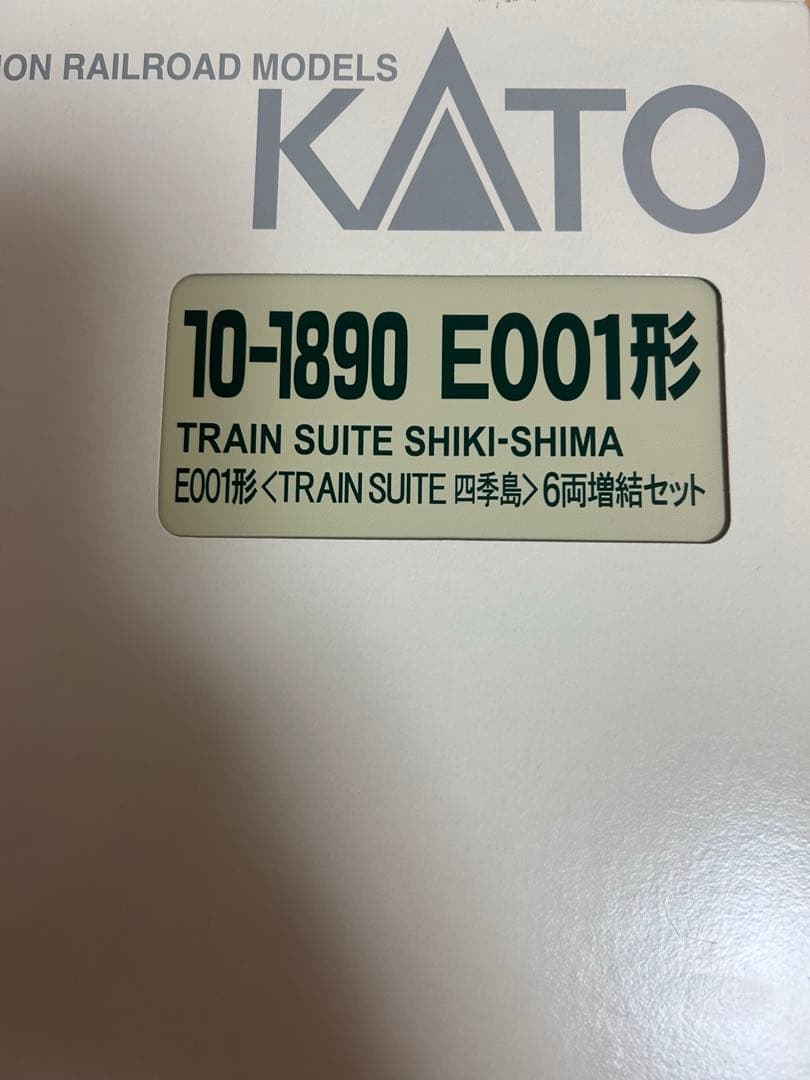 ION RAILROAD MODELS
KATO
10-1890 E001形
TRAIN SUITE SHIKI-SHIMA
E001形<TRAIN SUITE 四季島>6両増結セット